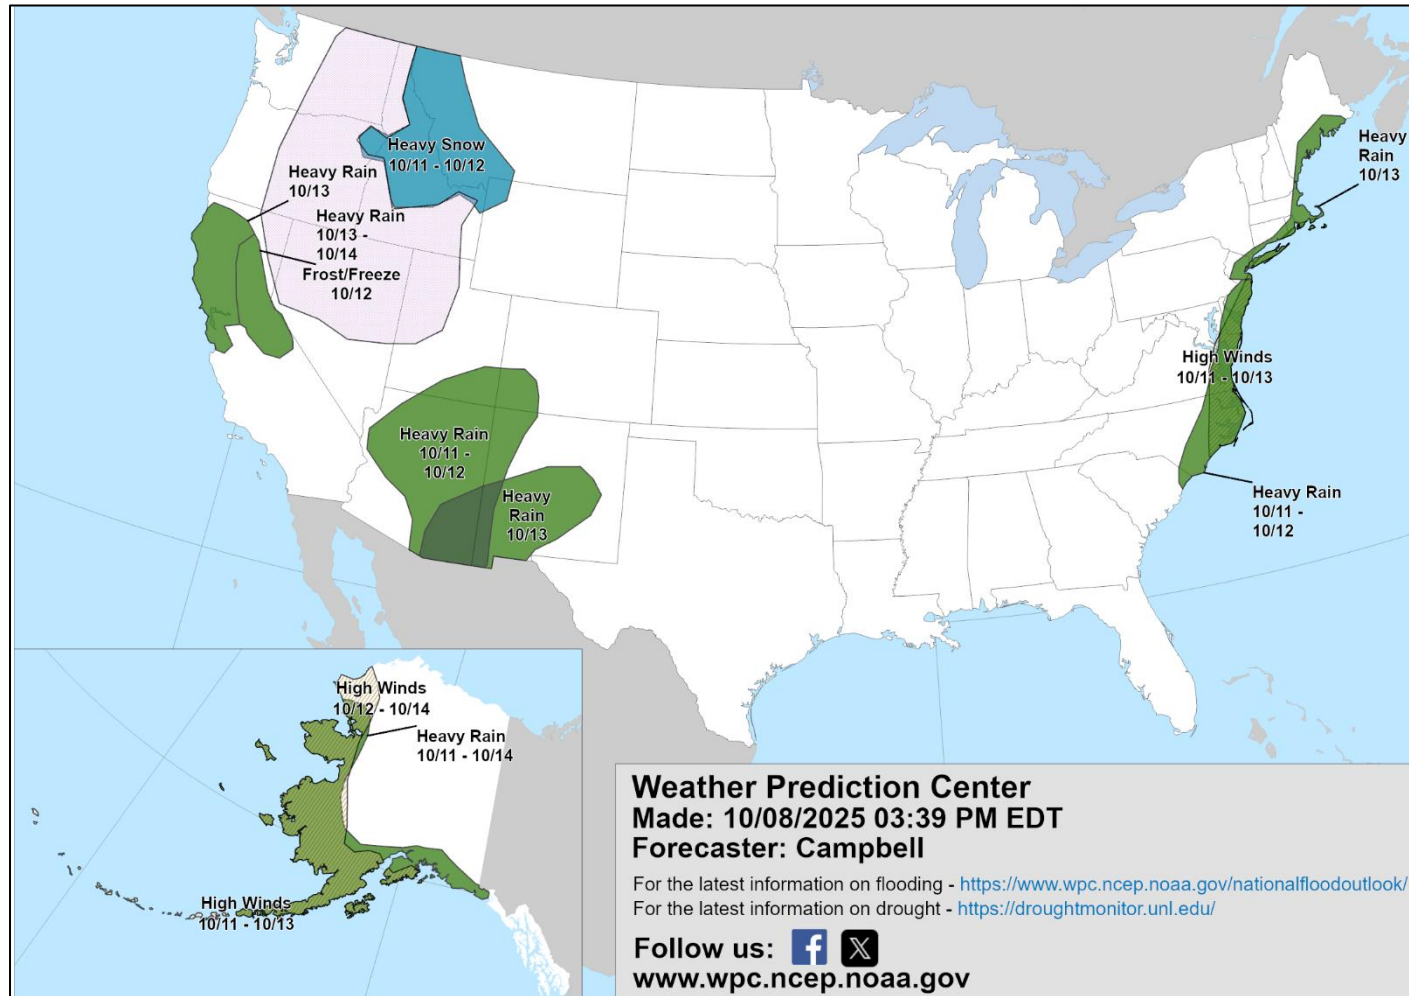 Heavy Snow
10/11 - 10/12
Heavy Rain
10/13
Heavy Rain
10/13 -
10/14
Frost/Freeze
10/12
Heavy Rain
10/11 -
10/12
Heavy
Rain
10/13
Heavy
Rain
10/13
High Winds
10/11 - 10/13
Heavy Rain
10/11 -
10/12
High Winds
10/12 - 10/14
Heavy Rain
10/11 - 10/14
High Winds
10/11 - 10/13
Weather Prediction Center
Made: 10/08/2025 03:39 PM EDT
Forecaster: Campbell
For the latest information on flooding - https://www.wpc.ncep.noaa.gov/nationalfloodoutlook/
For the latest information on drought - https://droughtmonitor.unl.edu/
Follow us:
www.wpc.ncep.noaa.gov